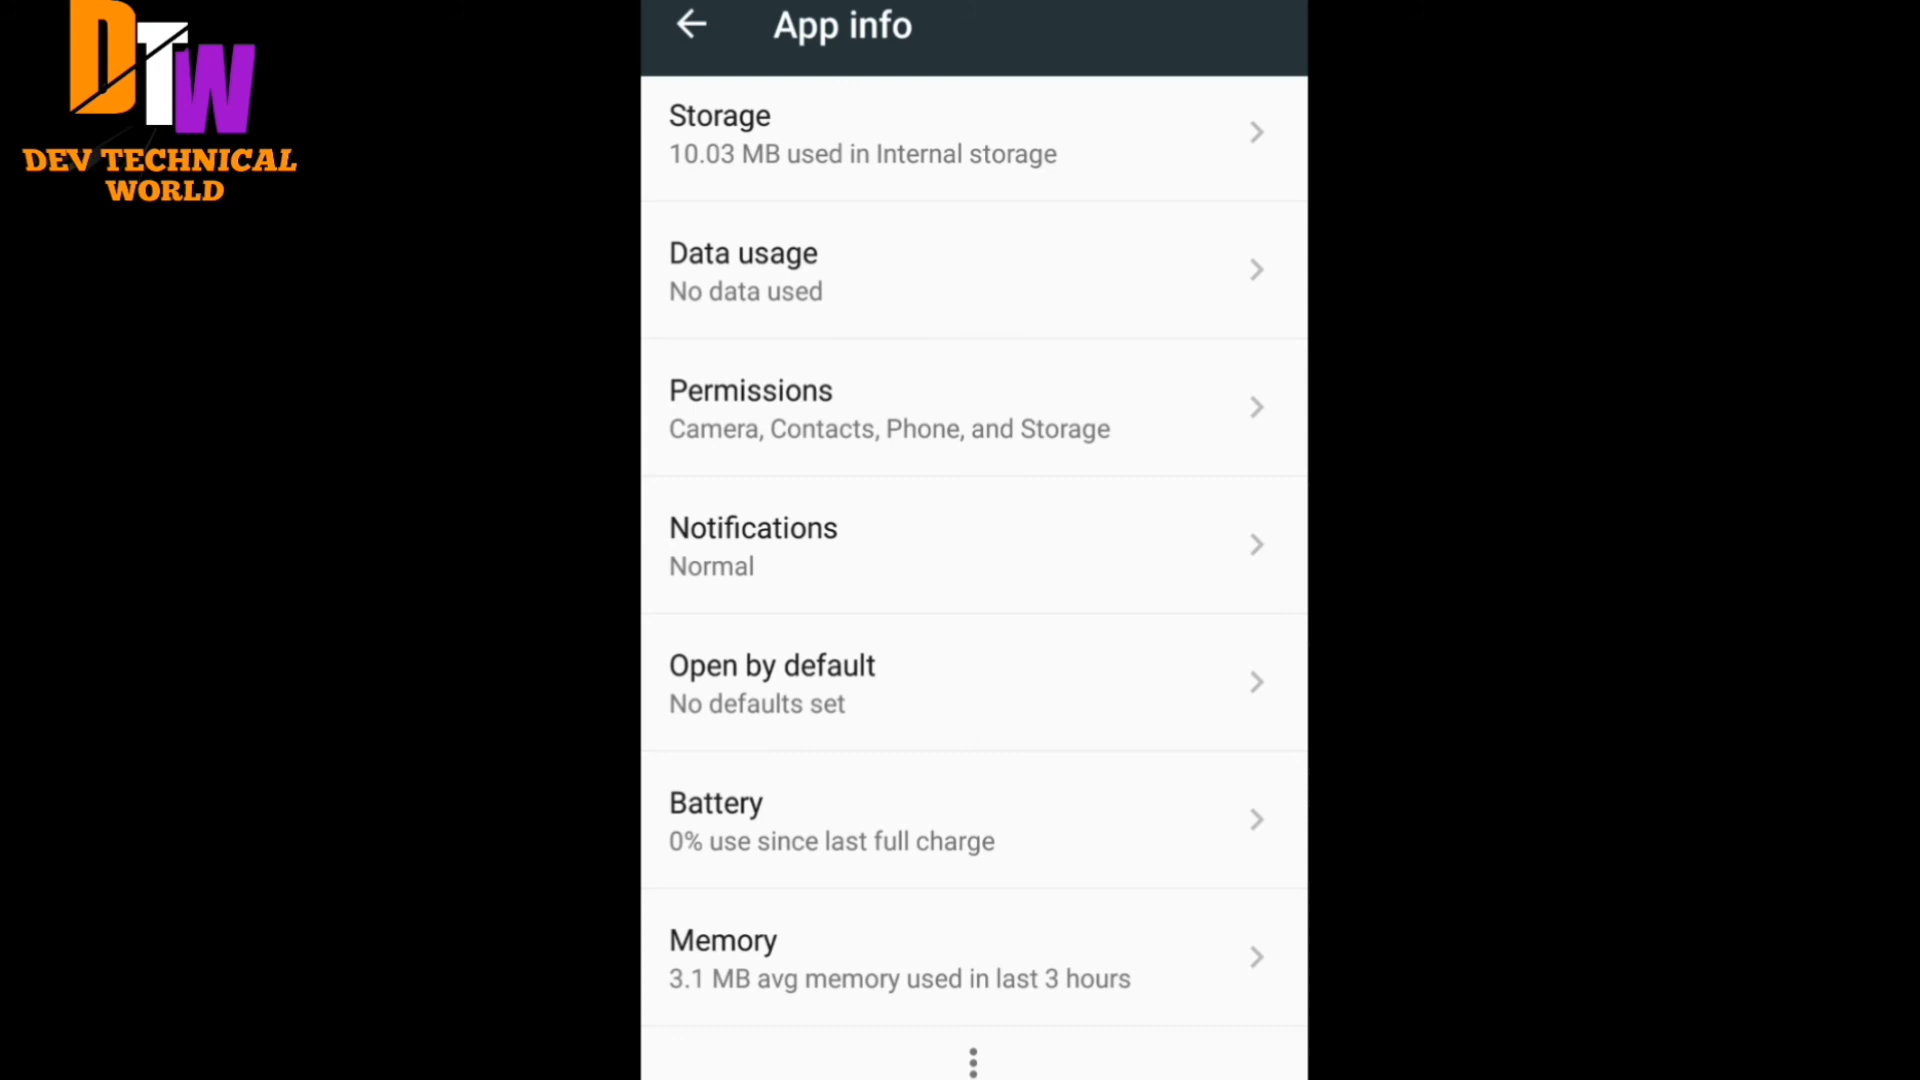 DTW
DEV TECHNICAL
WORLD
App info
Storage
10.03 MB used in Internal storage
Data usage
No data used
Permissions
Camera, Contacts, Phone, and Storage
Notifications
Normal
Open by default
No defaults set
Battery
0% use since last full charge
Memory
3.1 MB avg memory used in last 3 hours